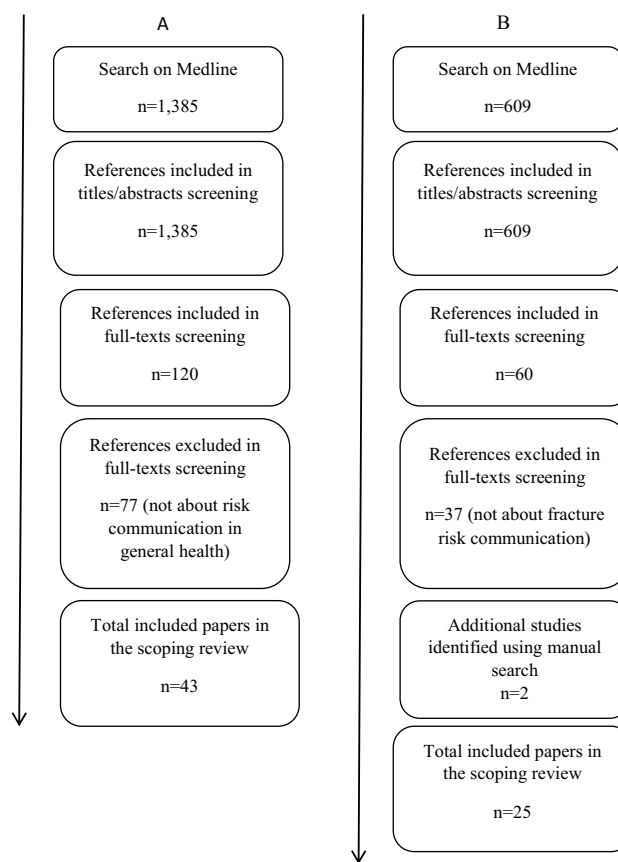 A
Search on Medline
n=1,385
References included in
titles/abstracts screening
n=1,385
References included in
full-texts screening
n=120
References excluded in
full-texts screening
n=77 (not about risk
communication in
general health)
Total included papers in
the scoping review
n=43
B
Search on Medline
n=609
References included in
titles/abstracts screening
n=609
References included in
full-texts screening
n=60
References excluded in
full-texts screening
n=37 (not about fracture
risk communication)
Additional studies
identified using manual
search
n=2
Total included papers in
the scoping review
n=25